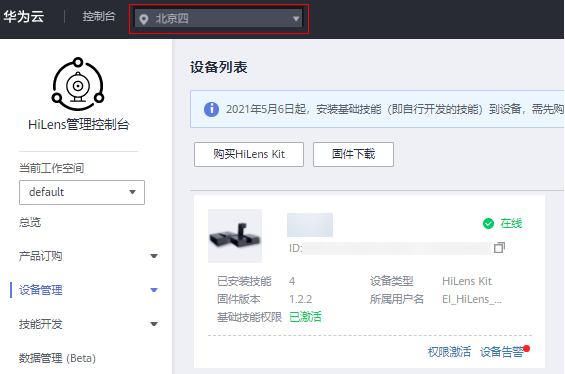 华为云
控制台
北京四
HiLens管理控制台
当前工作空间
default
总览
产品订购
设备管理
技能开发
数据管理 (Beta)
设备列表
2021年5月6日起，安装基础技能（即自行开发的技能）到设备，需先购
购买HiLens Kit
固件下载
在线
ID:
已安装技能 4 设备类型 HiLens Kit
固件版本 1.2.2 所属用户名 EI_HiLens_...
基础技能权限 已激活
权限激活 设备告警